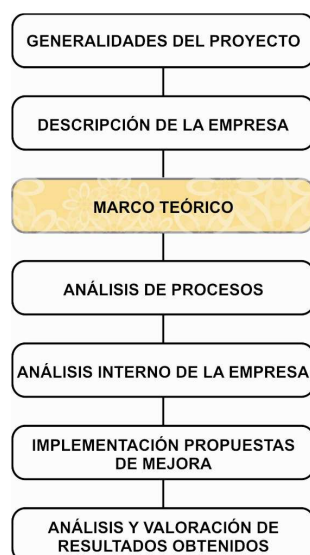 GENERALIDADES DEL PROYECTO
DESCRIPCIÓN DE LA EMPRESA
MARCO TEÓRICO
ANÁLISIS DE PROCESOS
ANÁLISIS INTERNO DE LA EMPRESA
IMPLEMENTACIÓN PROPUESTAS
DE MEJORA
ANÁLISIS Y VALORACIÓN DE
RESULTADOS OBTENIDOS